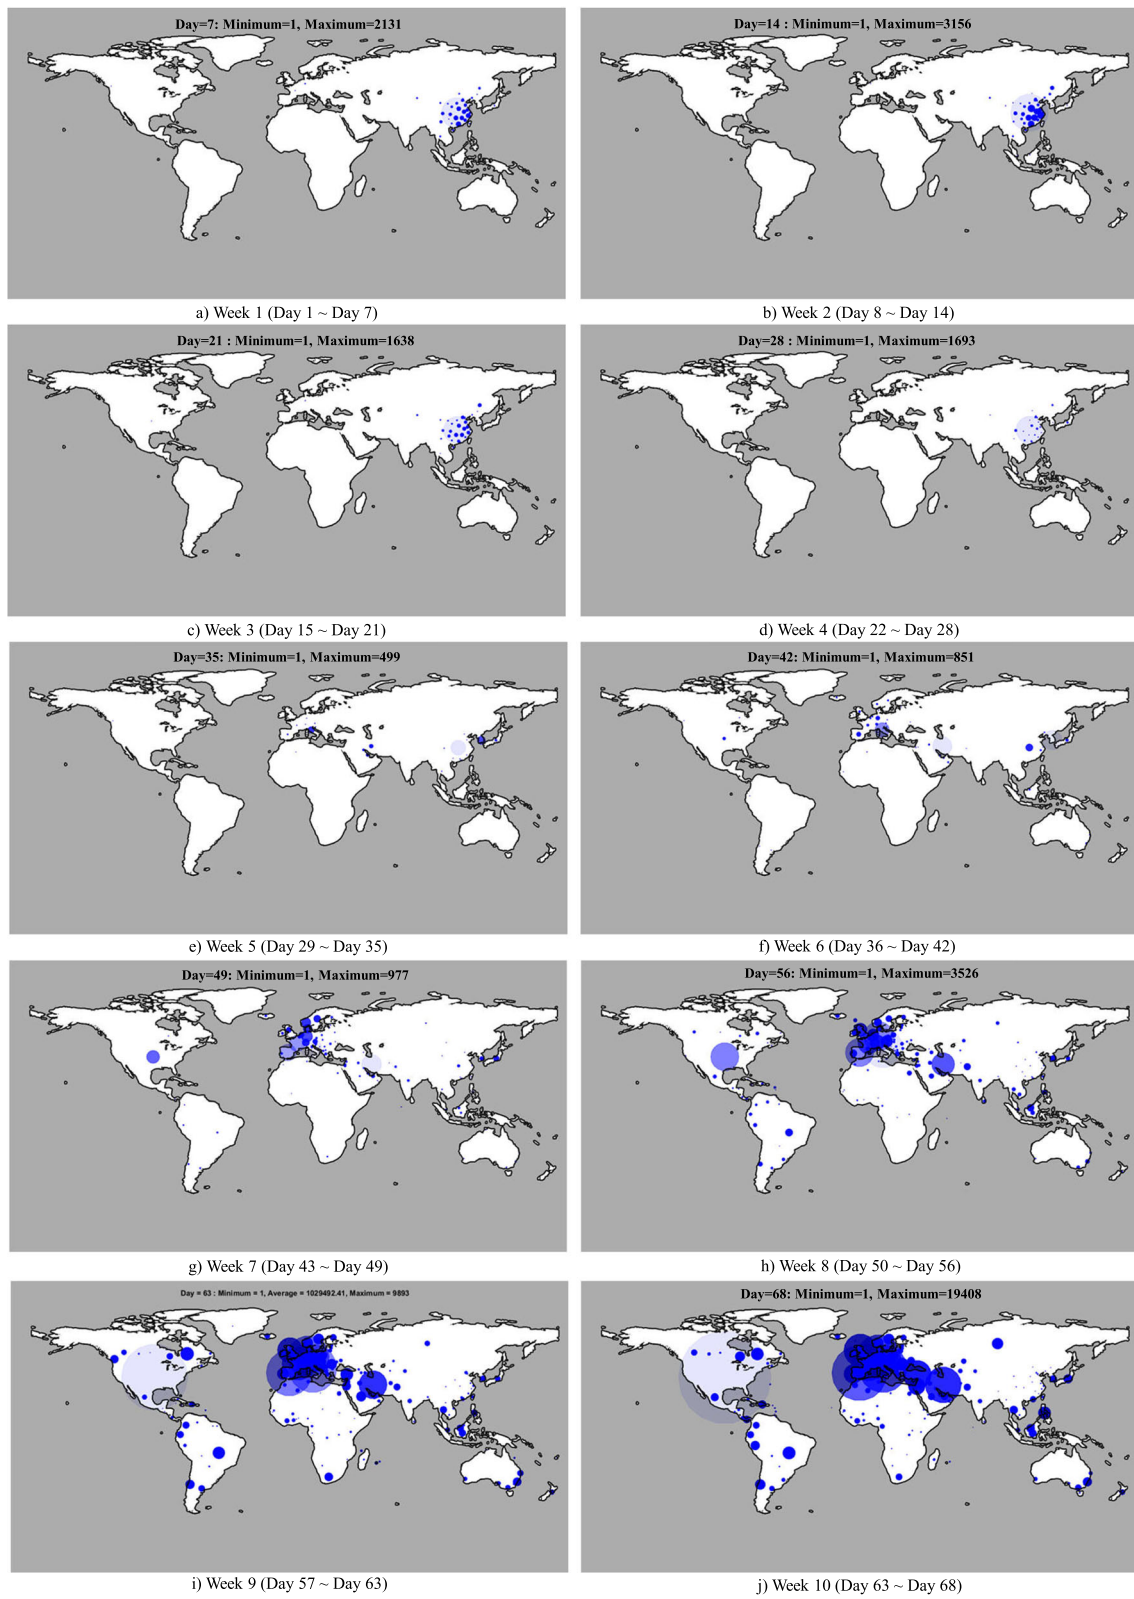 Day=7: Minimum=1, Maximum=2131
Day=14 : Minimum=1, Maximum=3156
a) Week 1 (Day 1 ~ Day 7)
b) Week 2 (Day 8 ~ Day 14)
Day=21 : Minimum=1, Maximum=1638
Day=28 : Minimum=1, Maximum=1693
c) Week 3 (Day 15 ~ Day 21)
d) Week 4 (Day 22 ~ Day 28)
Day=35: Minimum=1, Maximum=499
Day=42: Minimum=1, Maximum=851
e) Week 5 (Day 29 ~ Day 35)
f) Week 6 (Day 36 ~ Day 42)
Day=49: Minimum=1, Maximum=977
Day=56: Minimum=1, Maximum=3526
g) Week 7 (Day 43 ~ Day 49)
h) Week 8 (Day 50 ~ Day 56)
Day = 63 : Minimum = 1, Average = 1029492.41, Maximum = 9893
Day=68: Minimum=1, Maximum=19408
i) Week 9 (Day 57 ~ Day 63)
j) Week 10 (Day 63 ~ Day 68)